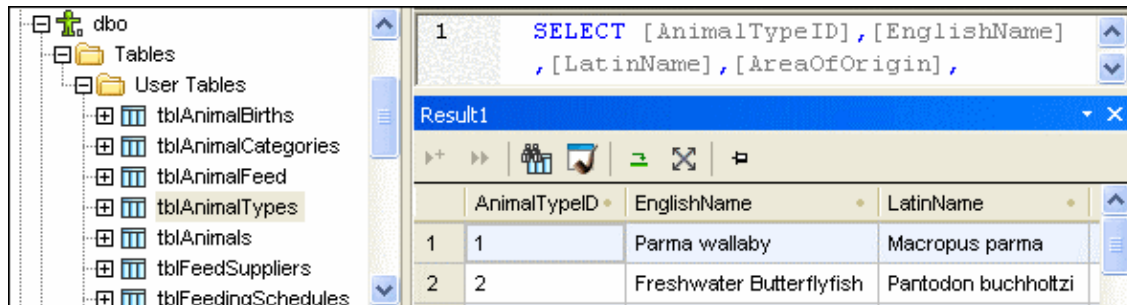 dbo
Tables
User Tables
tblAnimalBirths
tblAnimalCategories
tblAnimalFeed
tblAnimalTypes
tblAnimals
tblFeedSuppliers
tblFeedingSchedules
1 SELECT [AnimalTypeID],[EnglishName]
,[LatinName],[AreaOfOrigin],
Result1
AnimalTypeID EnglishName LatinName
1 1 Parma wallaby Macropus parma
2 2 Freshwater Butterflyfish Pantodon buchholtzi